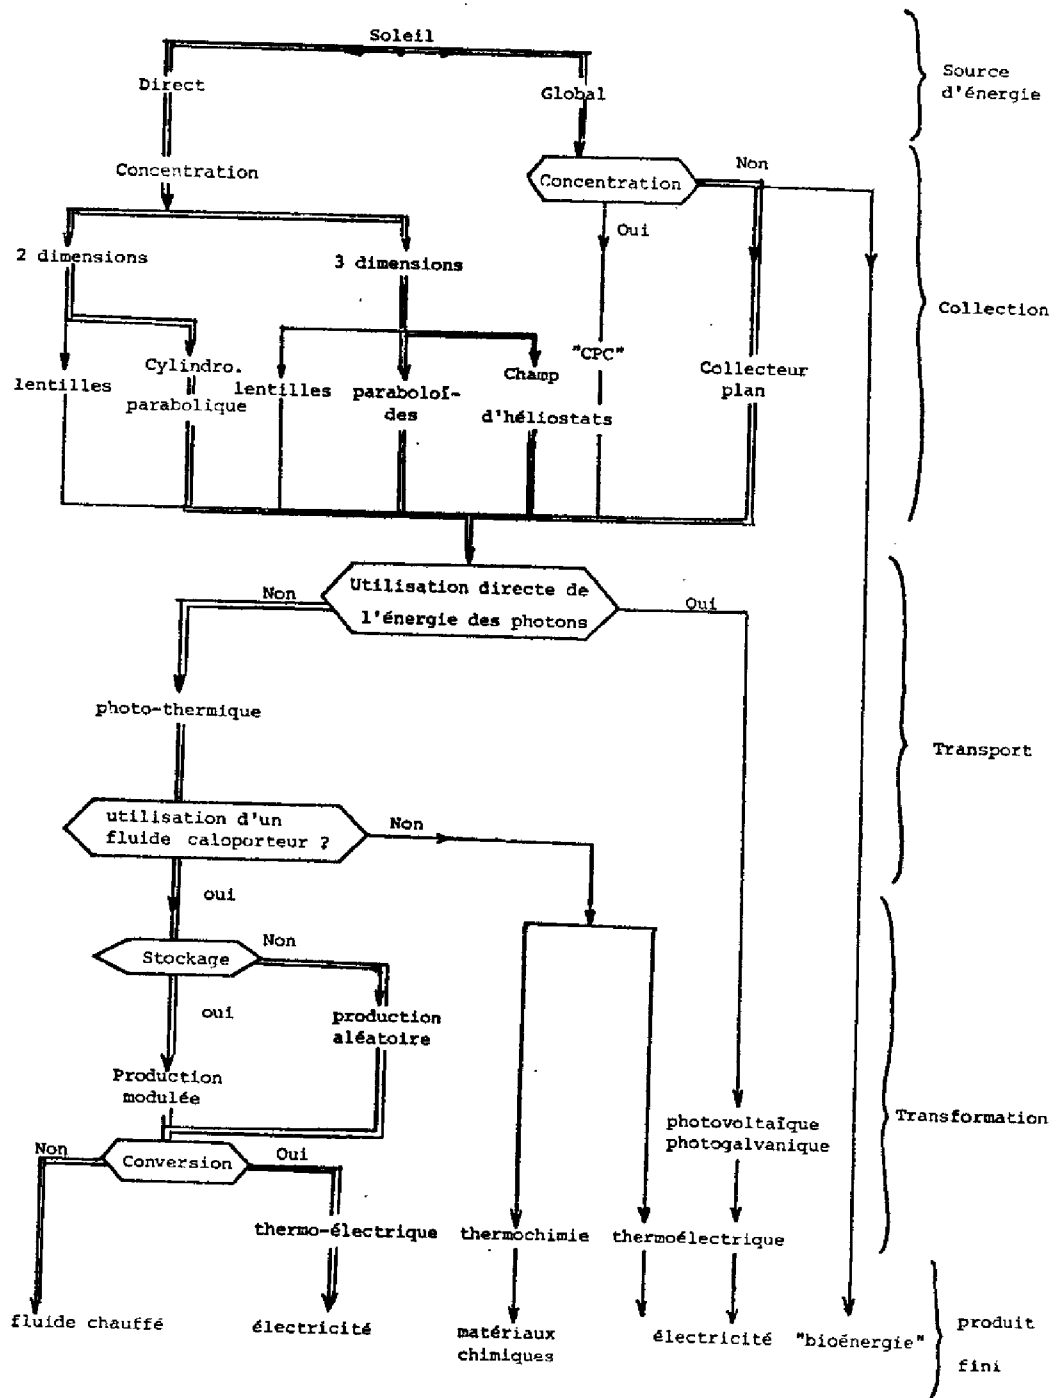 Soleil
Direct
Global
Source
d'énergie
Concentration
Concentration
Non
Oui
2 dimensions
3 dimensions
Collection
"CPC"
lentilles
Cylindro.
parabolique
lentilles
paraboloï-
des
Champ
d'héliostats
Collecteur
plan
Utilisation directe de
l'énergie des photons
Non
Oui
photo-thermique
Transport
utilisation d'un
fluide caloporteur ?
Non
oui
Stockage
Non
oui
production
aléatoire
Production
modulée
photovoltaïque
photogalvanique
Transformation
Non
Conversion
Oui
thermo-électrique
thermochimie
thermoélectrique
fluide chauffé
électricité
matériaux
chimiques
électricité
"bioénergie"
produit
fini